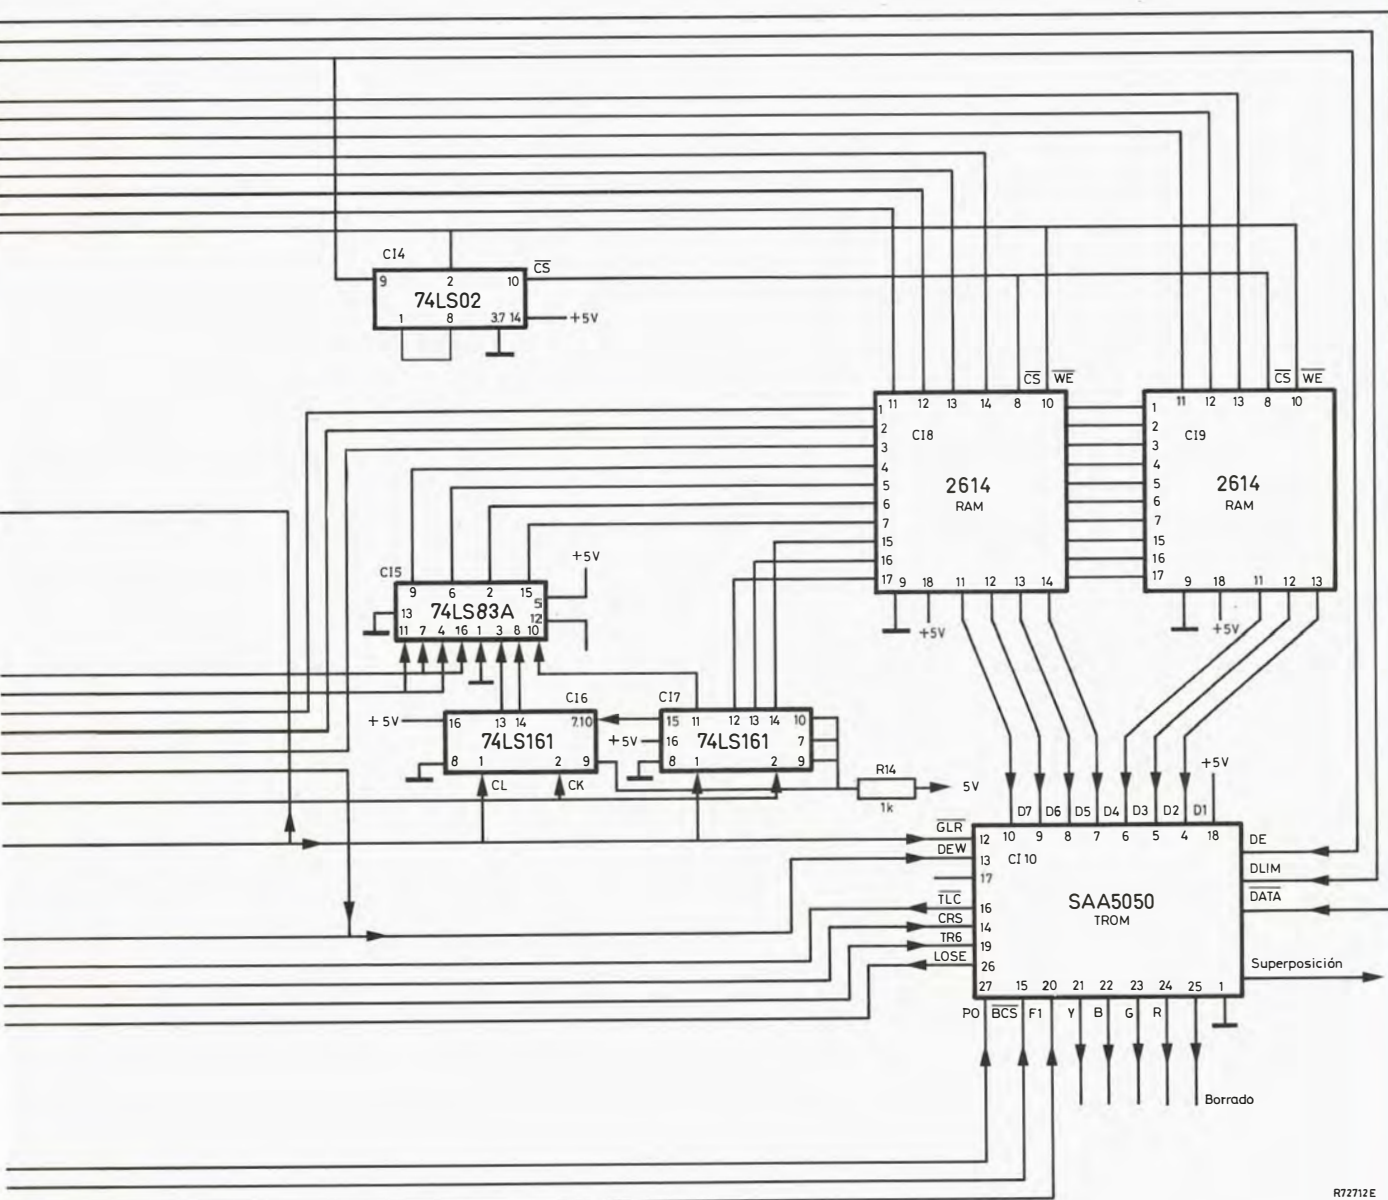 CI4
CS
9 2 10
74LS02
1 8 3.7 14
+5V
CS WE
CS WE
11 12 13 14 8 10
11 12 13 8 10
1
2
3
4
5
6
7
15
16
17
CI8
2614
RAM
9 18 11 12 13 14
+5V
1
2
3
4
5
6
7
15
16
17
CI9
2614
RAM
9 18 11 12 13
+5V
CI5
+5V
9 6 2 15
5
13 74LS83A 12
11 7 4 16 1 3 8 10
CI6
+5V
16 13 14 7.10
74LS161
8 1 2 9
CL CK
CI7
15 11 12 13 14 10
+5V 16 74LS161 7
8 1 2 9
R14
1k
5V
+5V
D7 D6 D5 D4 D3 D2 D1
10 9 8 7 6 5 4 18
GLR 12
DEW 13
17
TLC 16
CRS 14
TR6 19
LOSE 26
CI 10
SAA5050
TROM
DE
DLIM
DATA
Superposición
27 15 20 21 22 23 24 25 1
PO BCS F1 Y B G R
Borrado
R72712E